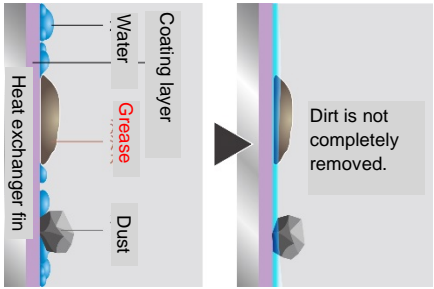 Coating layer
Water
Grease
Dust
Heat exchanger fin
Dirt is not
completely
removed.